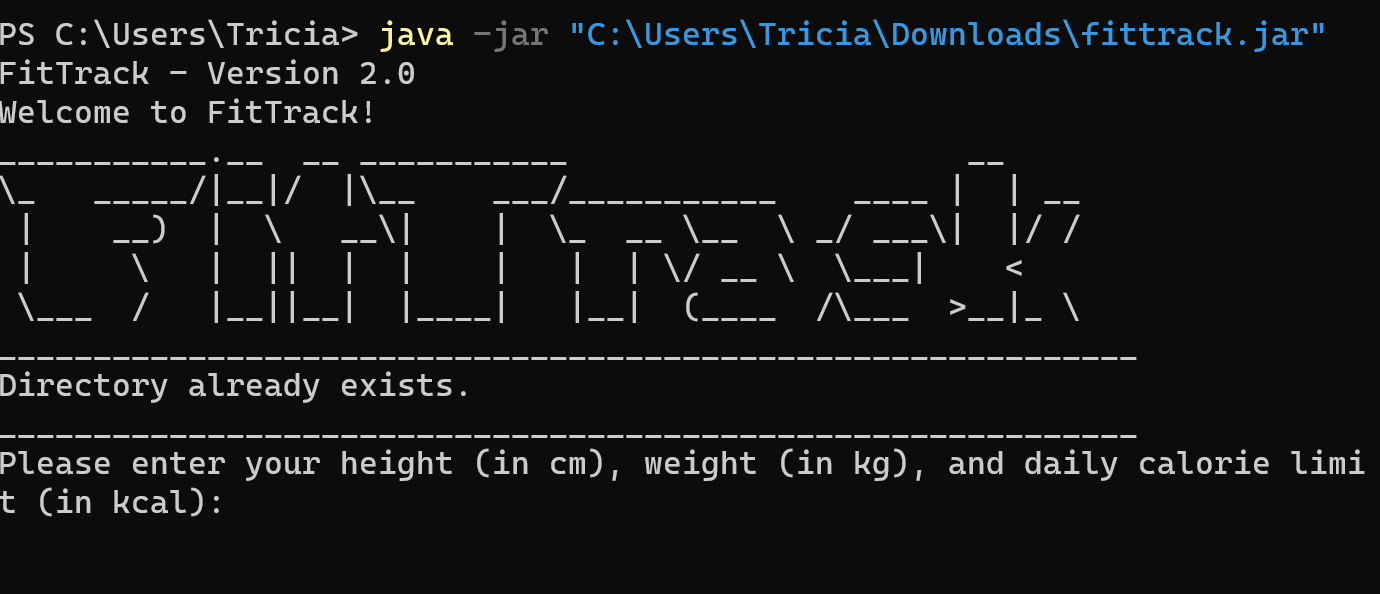 PS C:\Users\Tricia> java -jar "C:\Users\Tricia\Downloads\fittrack.jar"
FitTrack - Version 2.0
Welcome to FitTrack!
___________.__  __ ___________                     __
\_   _____/|__|/  |\__    ___/___________    ____ |  | __
 |    __)  |  \   __\|    |  \_  __ \__  \ _/ ___\|  |/ /
 |     \   |  ||  |  |    |   |  | \/ __ \  \___|    <
 \___  /   |__||__|  |____|   |__|  (____  /\___  >__|_ \
____________________________________________________________
Directory already exists.
____________________________________________________________
Please enter your height (in cm), weight (in kg), and daily calorie limi
t (in kcal):